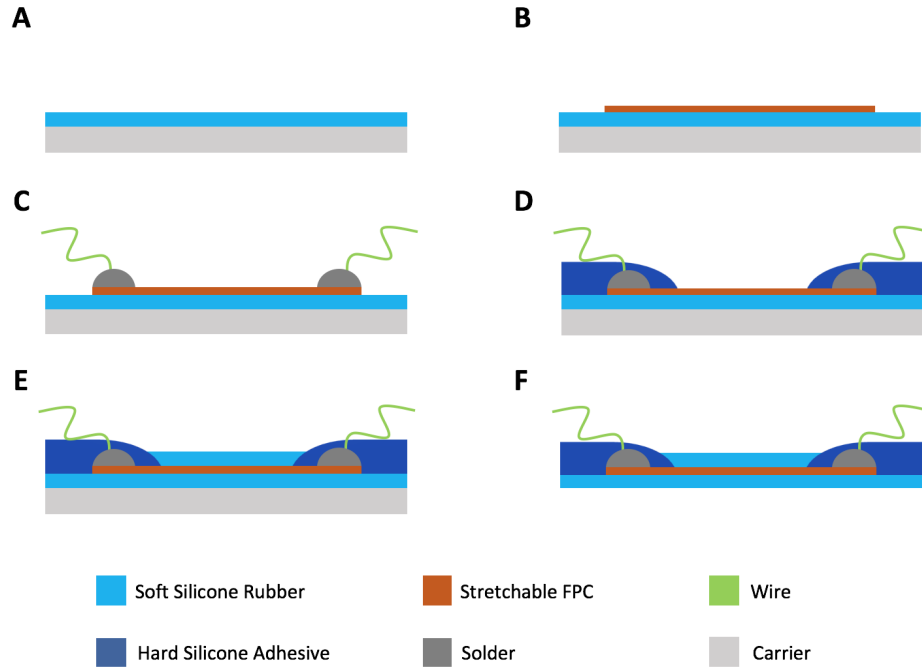 A
B
C
D
E
F
Soft Silicone Rubber
Stretchable FPC
Wire
Hard Silicone Adhesive
Solder
Carrier